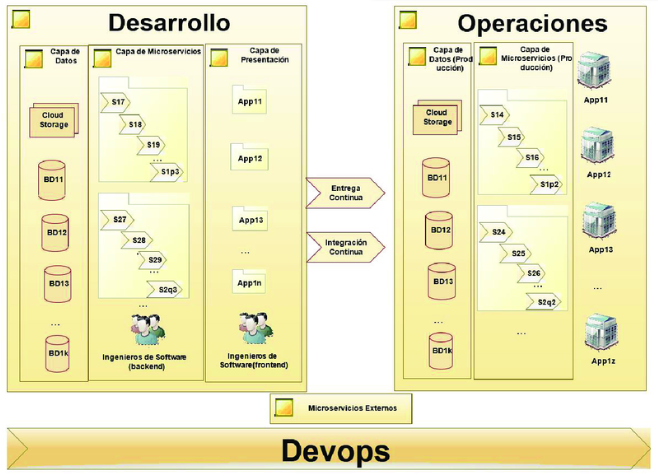 Desarrollo
Capa de
Datos
Cloud
Storage
BD11
BD12
BD13
...
BD1k
Capa de Microservicios
S17
S18
S19
...
S1p3
S27
S28
S29
...
S2q3
Ingenieros de Software
(backend)
Capa de
Presentación
App11
App12
App13
...
App1n
Ingenieros de
Software(frontend)
Entrega
Continua
Integración
Continua
Operaciones
Capa de
Datos (Prod
ucción)
Cloud
Storage
BD11
BD12
BD13
...
BD1k
Capa de
Microservicios (Pro
ducción)
S14
S15
S16
...
S1p2
S24
S25
S26
...
S2q2
...
App11
App12
App13
...
App1z
Microservicios Externos
Devops